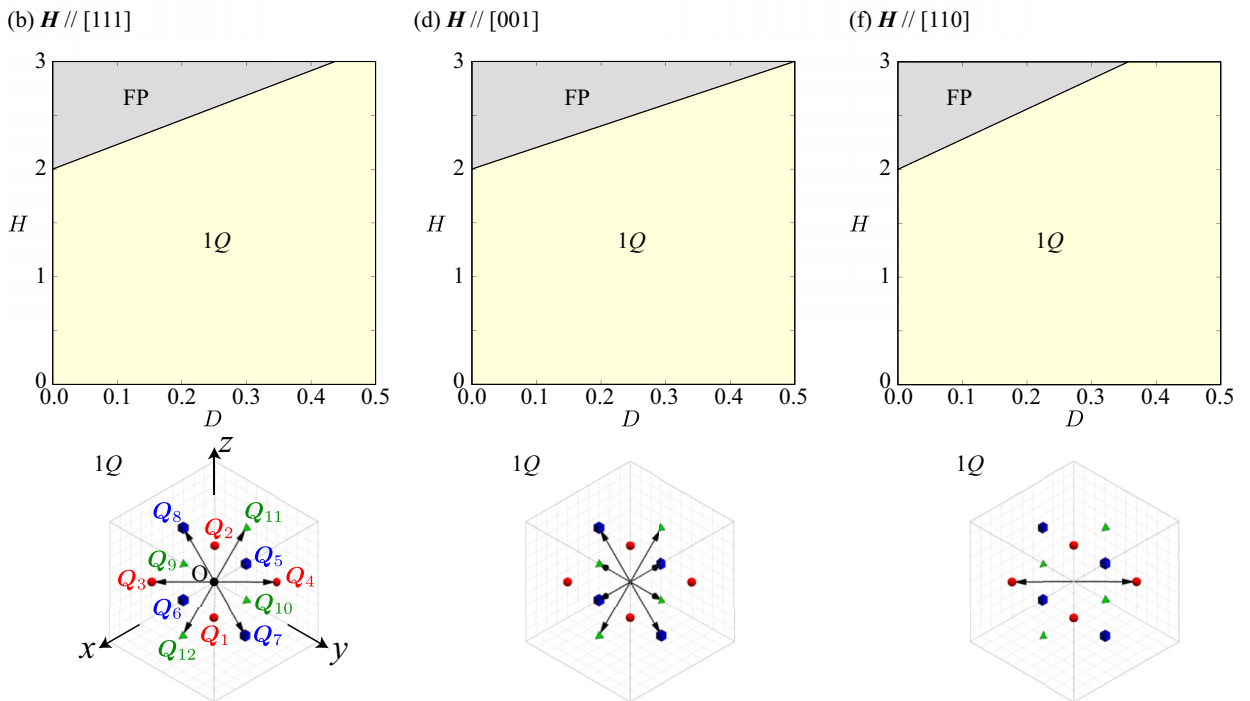 (b) H // [111]
(d) H // [001]
(f) H // [110]
3
FP
2
H
1Q
1
0
0.0 0.1 0.2 0.3 0.4 0.5
D
3
FP
2
H
1Q
1
0
0.0 0.1 0.2 0.3 0.4 0.5
D
3
FP
2
H
1Q
1
0
0.0 0.1 0.2 0.3 0.4 0.5
D
1Q
z
Q8
Q11
Q2
Q9
Q5
Q3
O
Q4
Q6
Q10
Q12
Q1
Q7
x
y
1Q
1Q